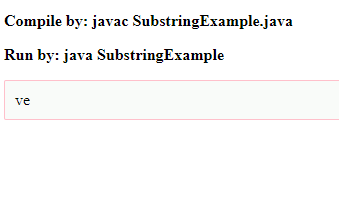 Compile by: javac SubstringExample.java
Run by: java SubstringExample
ve